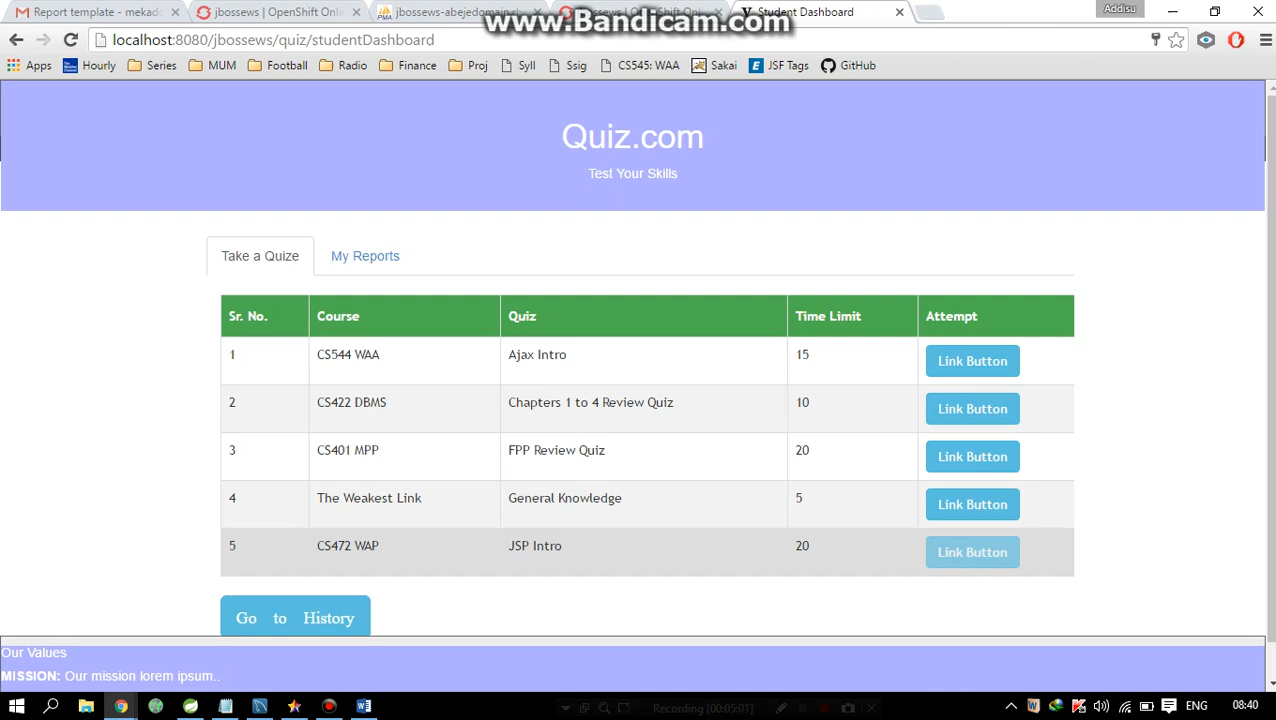 Report template - mekad
jbossews | OpenShift Onli
jbossews-abejedomain.r
Student Dashboard
Addisu
www.Bandicam.com
localhost:8080/jbossews/quiz/studentDashboard
Apps Hourly Series MUM Football Radio Finance Proj Syll Ssig CS545: WAA Sakai JSF Tags GitHub
Quiz.com
Test Your Skills
Take a Quize My Reports
Sr. No. Course Quiz Time Limit Attempt
1 CS544 WAA Ajax Intro 15 Link Button
2 CS422 DBMS Chapters 1 to 4 Review Quiz 10 Link Button
3 CS401 MPP FPP Review Quiz 20 Link Button
4 The Weakest Link General Knowledge 5 Link Button
5 CS472 WAP JSP Intro 20 Link Button
Go to History
Our Values
MISSION: Our mission lorem ipsum..
Recording [00:05:01]
ENG 08:40